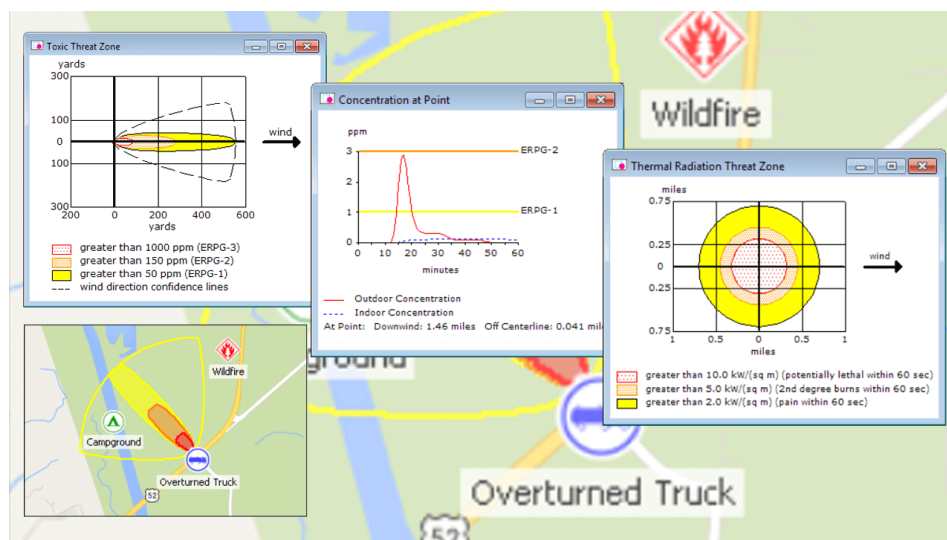 Toxic Threat Zone
yards
300
100
0
100
300
200 0 200 400 600
yards
wind
greater than 1000 ppm (ERPG-3)
greater than 150 ppm (ERPG-2)
greater than 50 ppm (ERPG-1)
wind direction confidence lines
Concentration at Point
ppm
3
2
1
0
ERPG-2
ERPG-1
0 10 20 30 40 50 60
minutes
Outdoor Concentration
Indoor Concentration
At Point: Downwind: 1.46 miles Off Centerline: 0.041 mil
Wildfire
Thermal Radiation Threat Zone
miles
0.75
0.25
0
0.25
0.75
1 0.5 0 0.5 1
miles
wind
greater than 10.0 kW/(sq m) (potentially lethal within 60 sec)
greater than 5.0 kW/(sq m) (2nd degree burns within 60 sec)
greater than 2.0 kW/(sq m) (pain within 60 sec)
Wildfire
Campground
Overturned Truck
52
ground
Overturned Truck
52